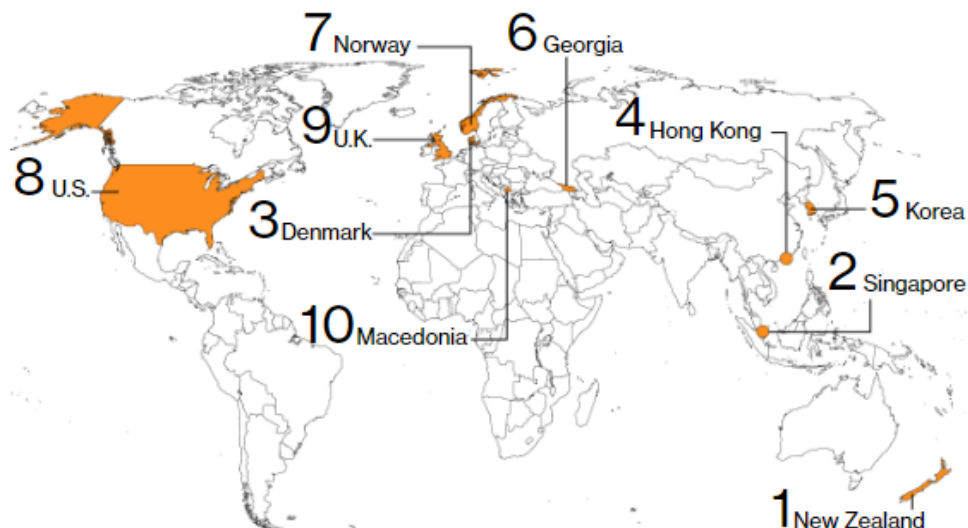 7 Norway
6 Georgia
9 U.K.
4 Hong Kong
8 U.S.
3 Denmark
5 Korea
2 Singapore
10 Macedonia
1 New Zealand